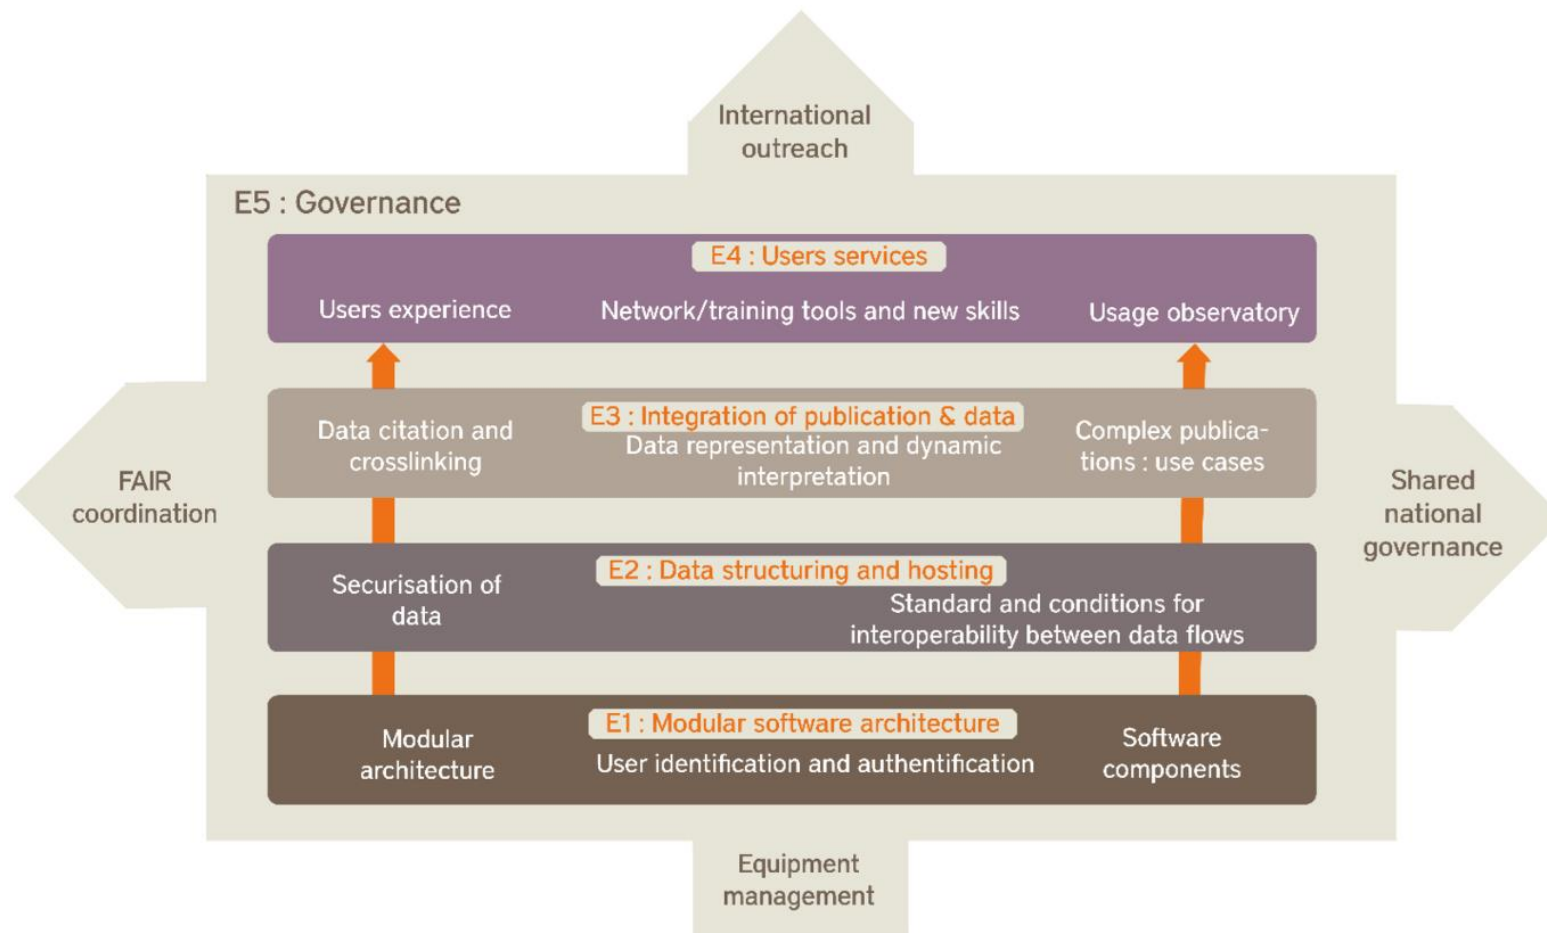 International
outreach
E5 : Governance
E4 : Users services
Users experience
Network/training tools and new skills
Usage observatory
E3 : Integration of publication & data
Data citation and
crosslinking
Data representation and dynamic
interpretation
Complex publica-
tions : use cases
FAIR
coordination
Shared
national
governance
E2 : Data structuring and hosting
Securisation of
data
Standard and conditions for
interoperability between data flows
E1 : Modular software architecture
Modular
architecture
User identification and authentification
Software
components
Equipment
management